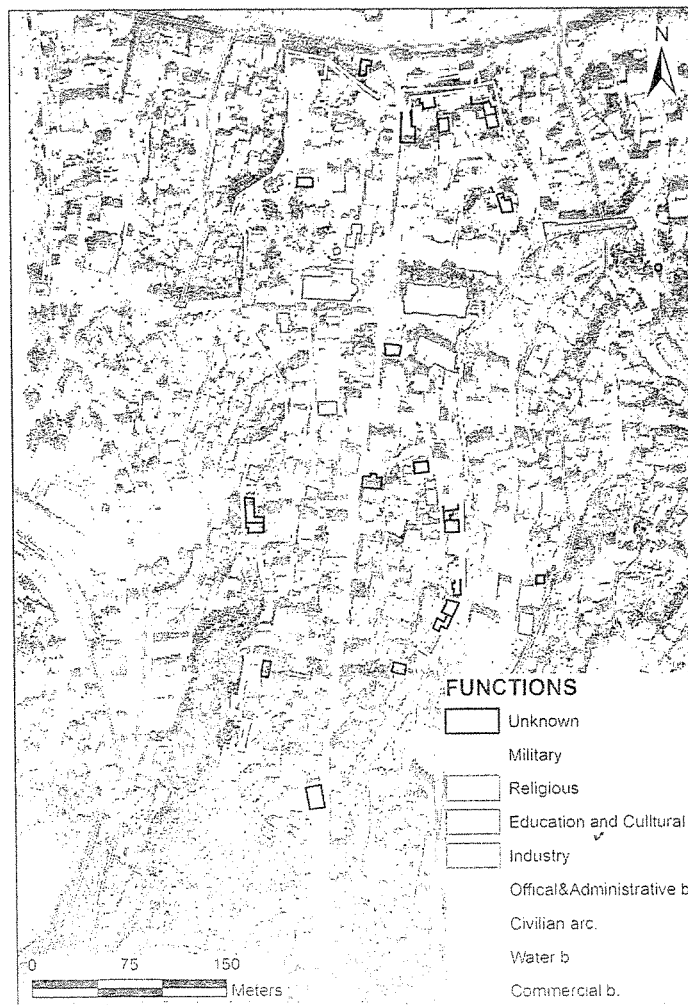 N
FUNCTIONS
Unknown
Military
Religious
Education and Cultural
Industry
Offical&Administrative b
Civilian arc.
Water b
Commercial b.
0 75 150
Meters